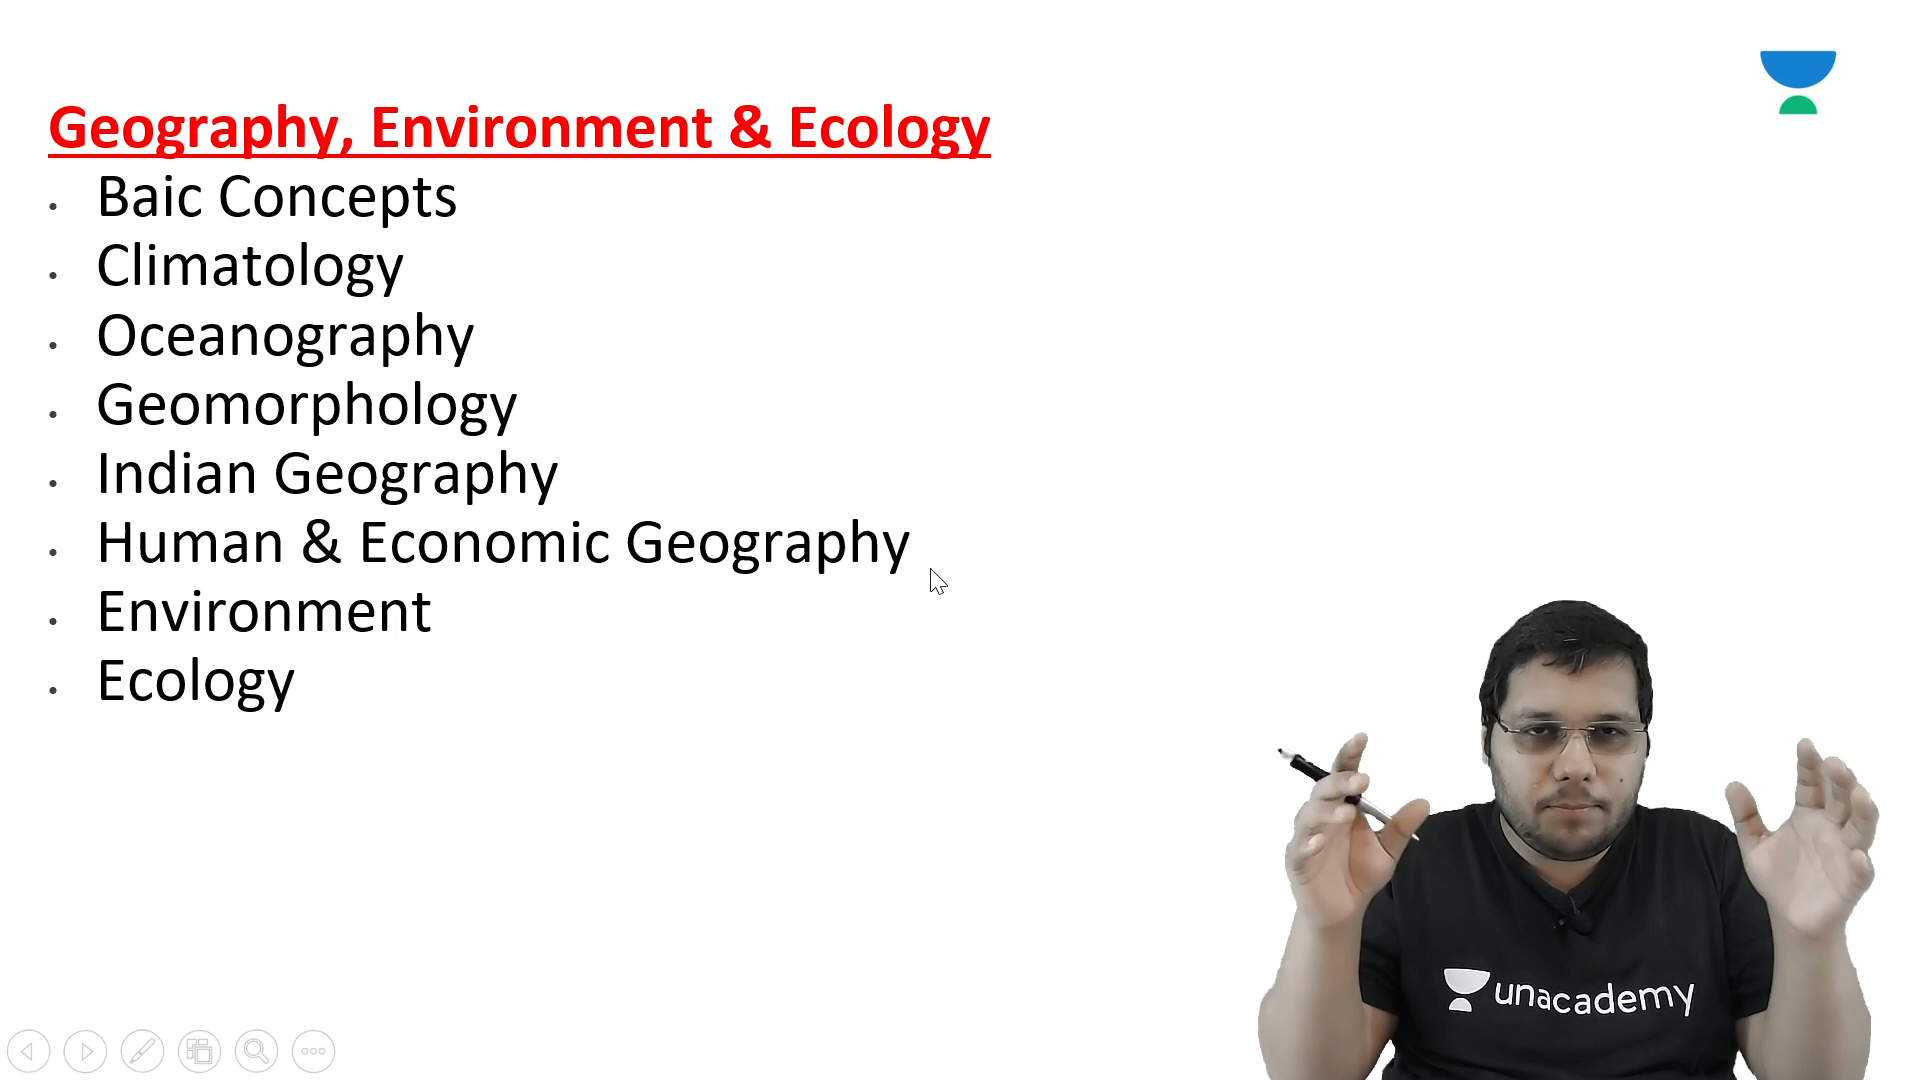 Geography, Environment & Ecology
Baic Concepts
Climatology
Oceanography
Geomorphology
Indian Geography
Human & Economic Geography
Environment
Ecology
unacademy